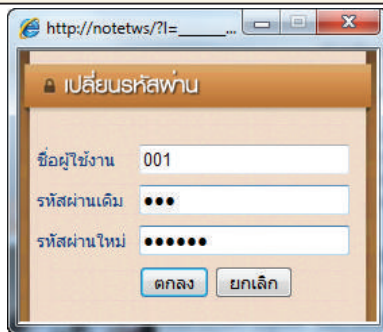 http://notetws/?l=______...
เปลี่ยนรหัสผ่าน
ชื่อผู้ใช้งาน 001
รหัสผ่านเดิม ●●●
รหัสผ่านใหม่ ●●●●●●
ตกลง ยกเลิก